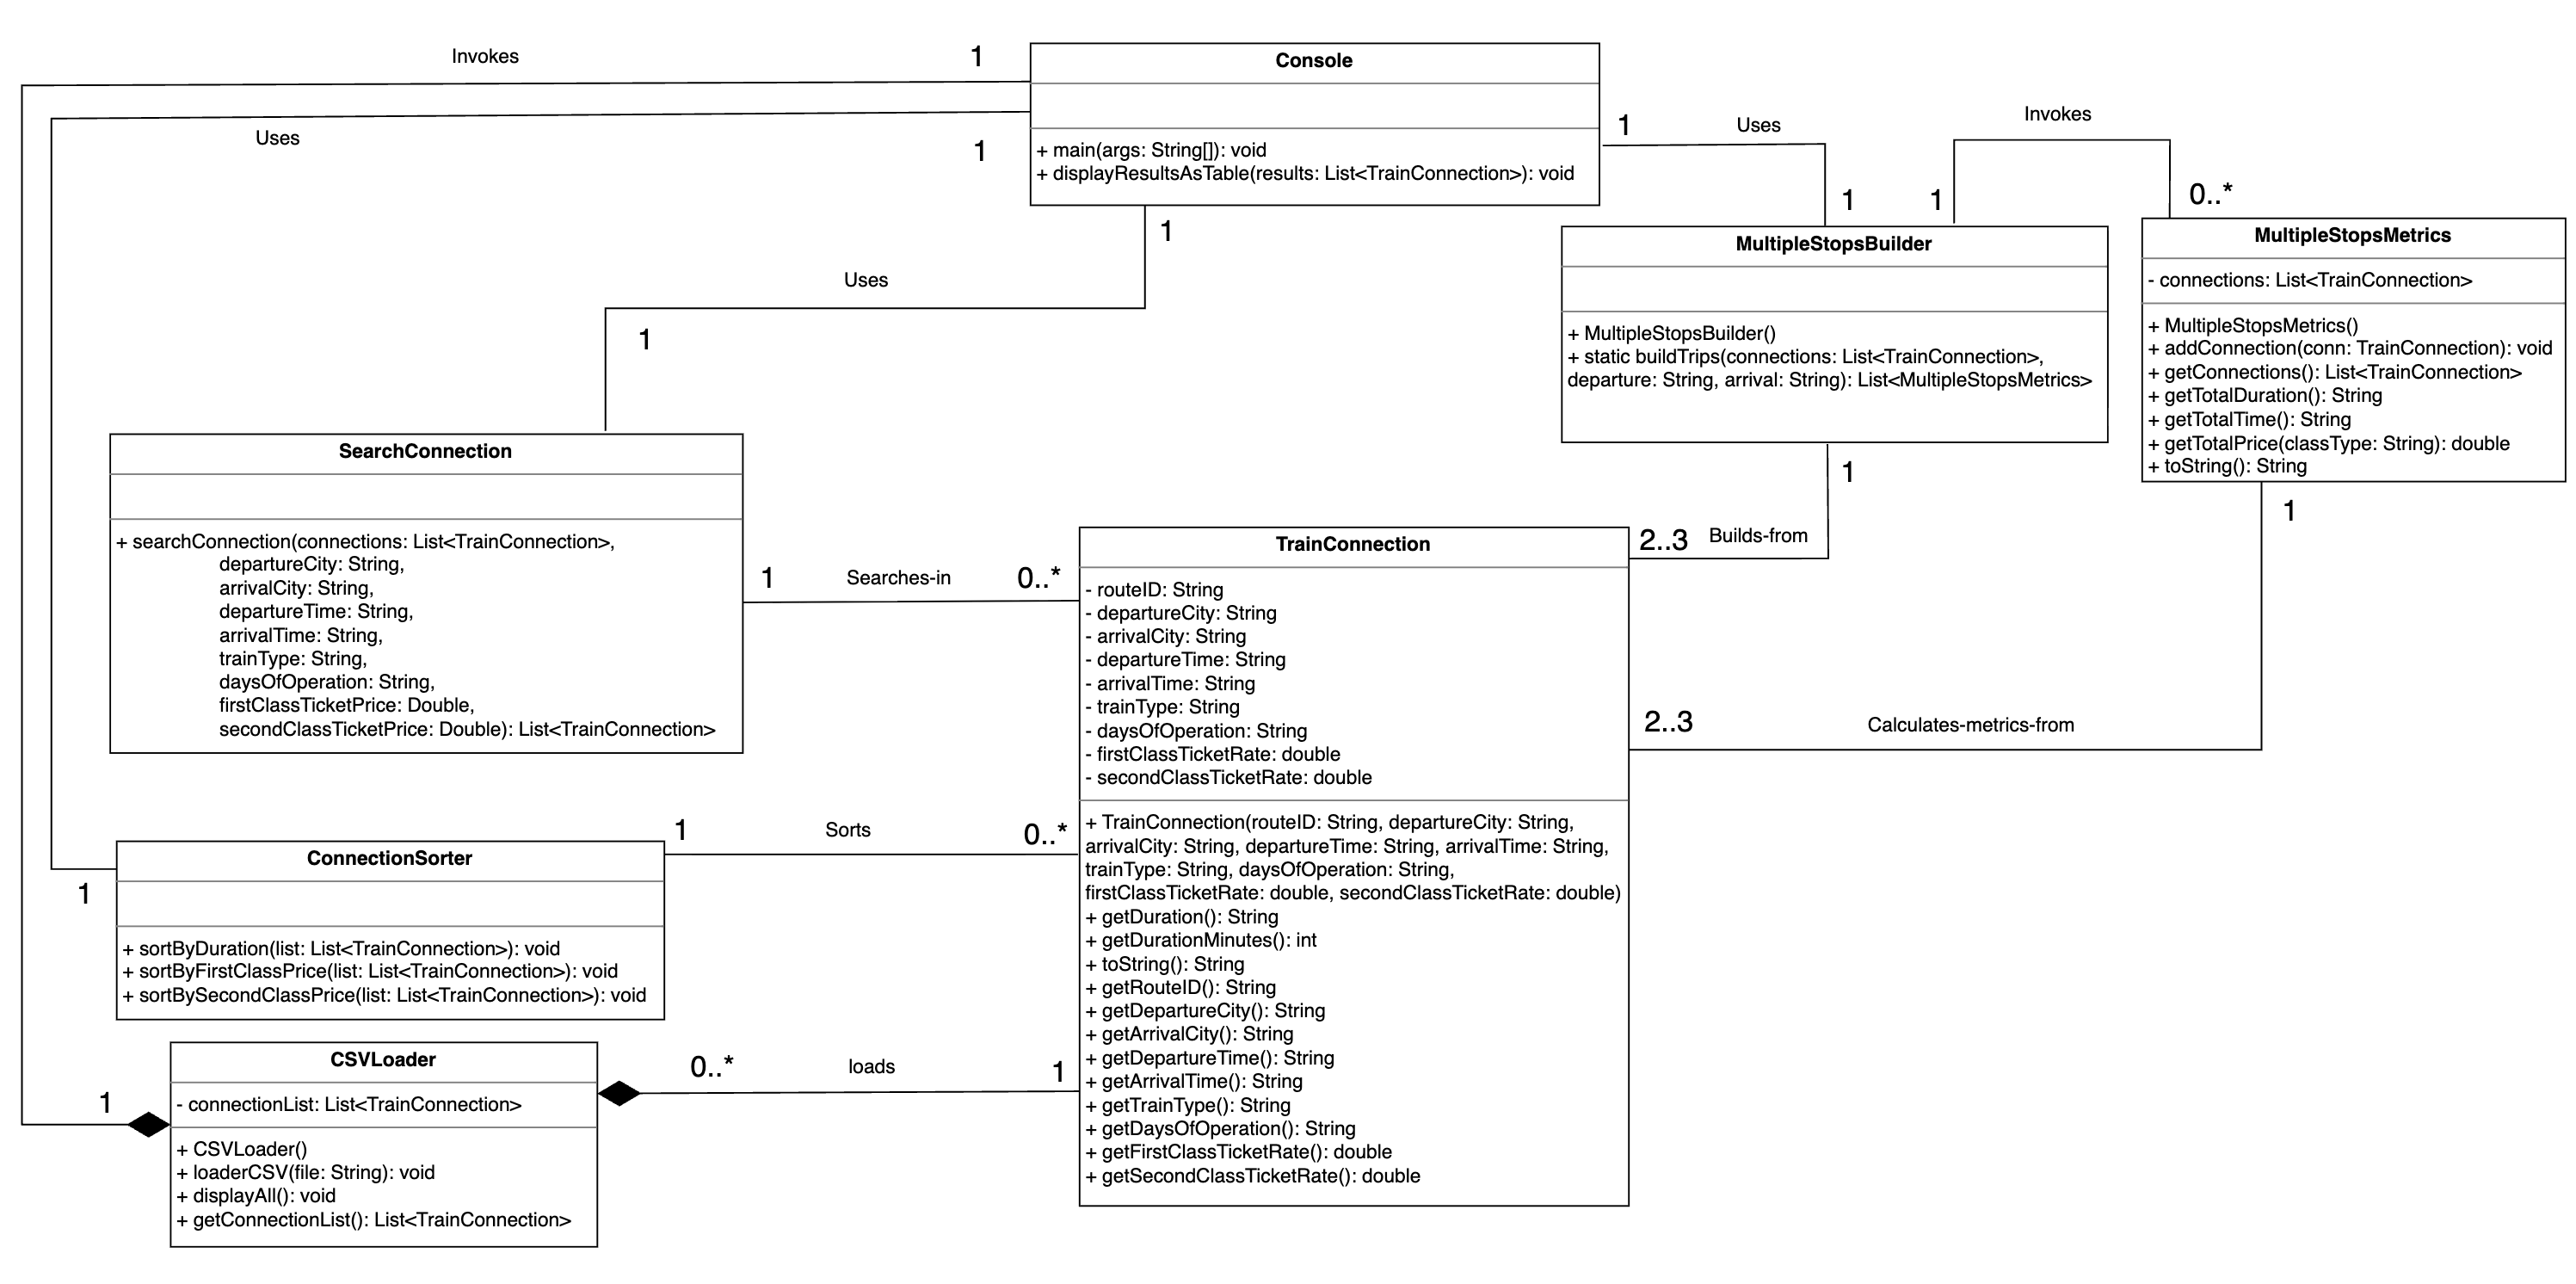 Invokes
1
Uses
1
Console
+ main(args: String[]): void
+ displayResultsAsTable(results: List<TrainConnection>): void
1
Uses
1
1
Uses
1
Invokes
1
0..*
MultipleStopsBuilder
+ MultipleStopsBuilder()
+ static buildTrips(connections: List<TrainConnection>,
departure: String, arrival: String): List<MultipleStopsMetrics>
MultipleStopsMetrics
- connections: List<TrainConnection>
+ MultipleStopsMetrics()
+ addConnection(conn: TrainConnection): void
+ getConnections(): List<TrainConnection>
+ getTotalDuration(): String
+ getTotalTime(): String
+ getTotalPrice(classType: String): double
+ toString(): String
SearchConnection
+ searchConnection(connections: List<TrainConnection>,
departureCity: String,
arrivalCity: String,
departureTime: String,
arrivalTime: String,
trainType: String,
daysOfOperation: String,
firstClassTicketPrice: Double,
secondClassTicketPrice: Double): List<TrainConnection>
1
Searches-in
0..*
1
2..3
Builds-from
1
2..3
Calculates-metrics-from
TrainConnection
- routeID: String
- departureCity: String
- arrivalCity: String
- departureTime: String
- arrivalTime: String
- trainType: String
- daysOfOperation: String
- firstClassTicketRate: double
- secondClassTicketRate: double
+ TrainConnection(routeID: String, departureCity: String,
arrivalCity: String, departureTime: String, arrivalTime: String,
trainType: String, daysOfOperation: String,
firstClassTicketRate: double, secondClassTicketRate: double)
+ getDuration(): String
+ getDurationMinutes(): int
+ toString(): String
+ getRouteID(): String
+ getDepartureCity(): String
+ getArrivalCity(): String
+ getDepartureTime(): String
+ getArrivalTime(): String
+ getTrainType(): String
+ getDaysOfOperation(): String
+ getFirstClassTicketRate(): double
+ getSecondClassTicketRate(): double
1
Sorts
0..*
1
ConnectionSorter
+ sortByDuration(list: List<TrainConnection>): void
+ sortByFirstClassPrice(list: List<TrainConnection>): void
+ sortBySecondClassPrice(list: List<TrainConnection>): void
0..*
loads
1
1
CSVLoader
- connectionList: List<TrainConnection>
+ CSVLoader()
+ loaderCSV(file: String): void
+ displayAll(): void
+ getConnectionList(): List<TrainConnection>